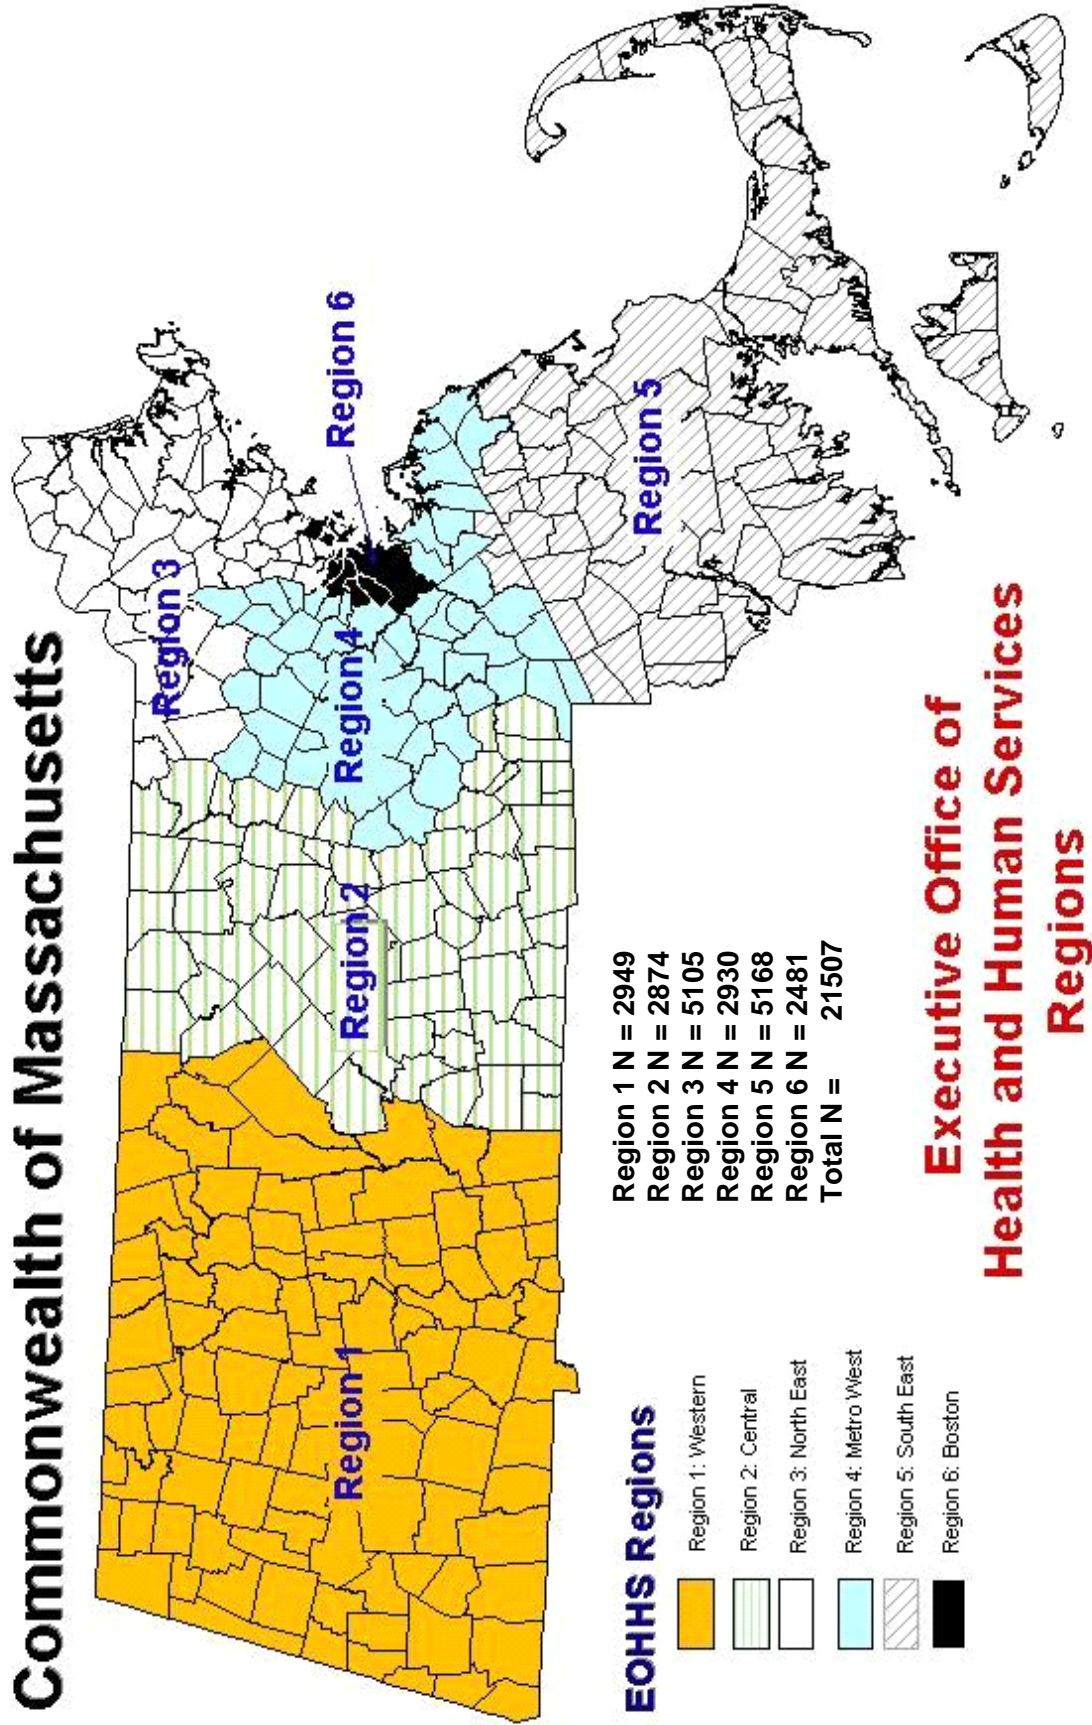 Commonwealth of Massachusetts
Region 1
Region 2
Region 3
Region 4
Region 5
Region 6
Region 1 N = 2949
Region 2 N = 2874
Region 3 N = 5105
Region 4 N = 2930
Region 5 N = 5168
Region 6 N = 2481
Total N = 21507
EOHHS Regions
Region 1: Western
Region 2: Central
Region 3: North East
Region 4: Metro West
Region 5: South East
Region 6: Boston
Executive Office of
Health and Human Services
Regions